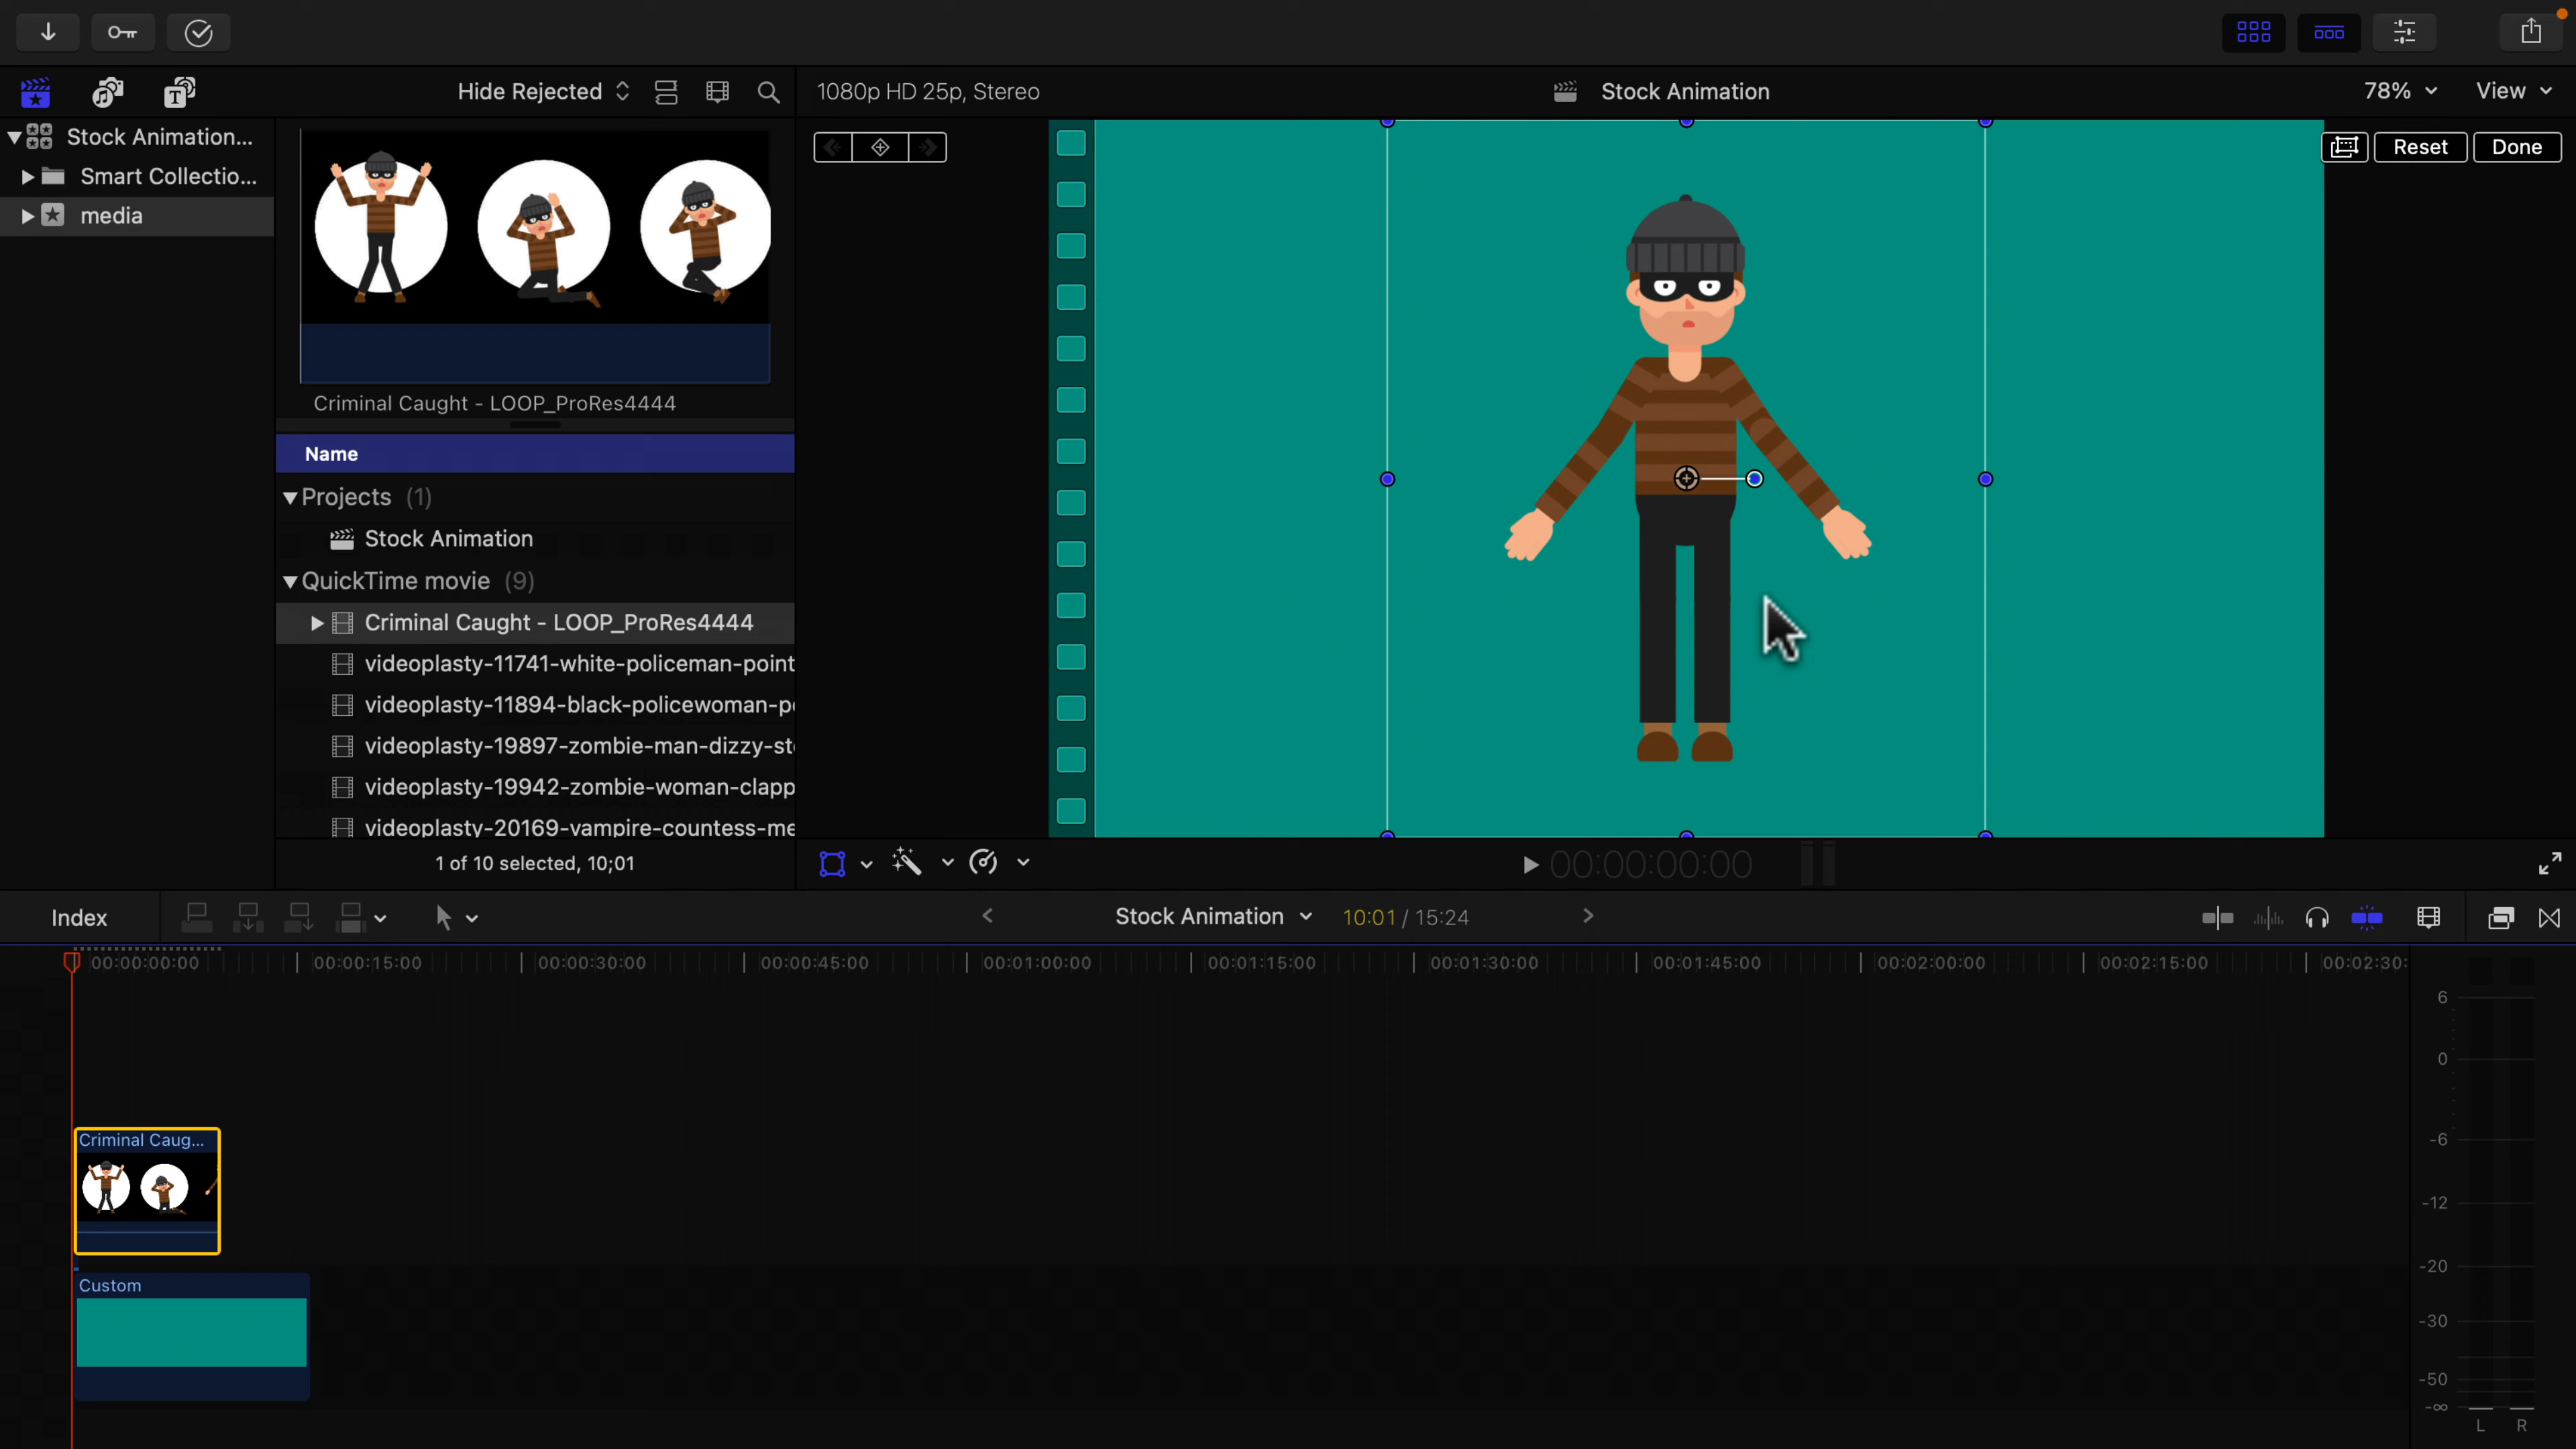 Hide Rejected
1080p HD 25p, Stereo
Stock Animation
78%
View
Stock Animation...
Smart Collectio...
media
Reset
Done
T
Criminal Caught - LOOP_ProRes4444
Name
Projects (1)
Stock Animation
QuickTime movie (9)
Criminal Caught - LOOP_ProRes4444
videoplasty-11741-white-policeman-point
videoplasty-11894-black-policewoman-p
videoplasty-19897-zombie-man-dizzy-st
videoplasty-19942-zombie-woman-clapp
videoplasty-20169-vampire-countess-me
1 of 10 selected, 10;01
00:00:00:00
Index
Stock Animation
10:01 / 15:24
00:00:00:00
00:00:15:00
00:00:30:00
00:00:45:00
00:01:00:00
00:01:15:00
00:01:30:00
00:01:45:00
00:02:00:00
00:02:15:00
00:02:30:
6
0
-6
-12
-20
-30
-50
-∞
L R
Criminal Caug...
Custom